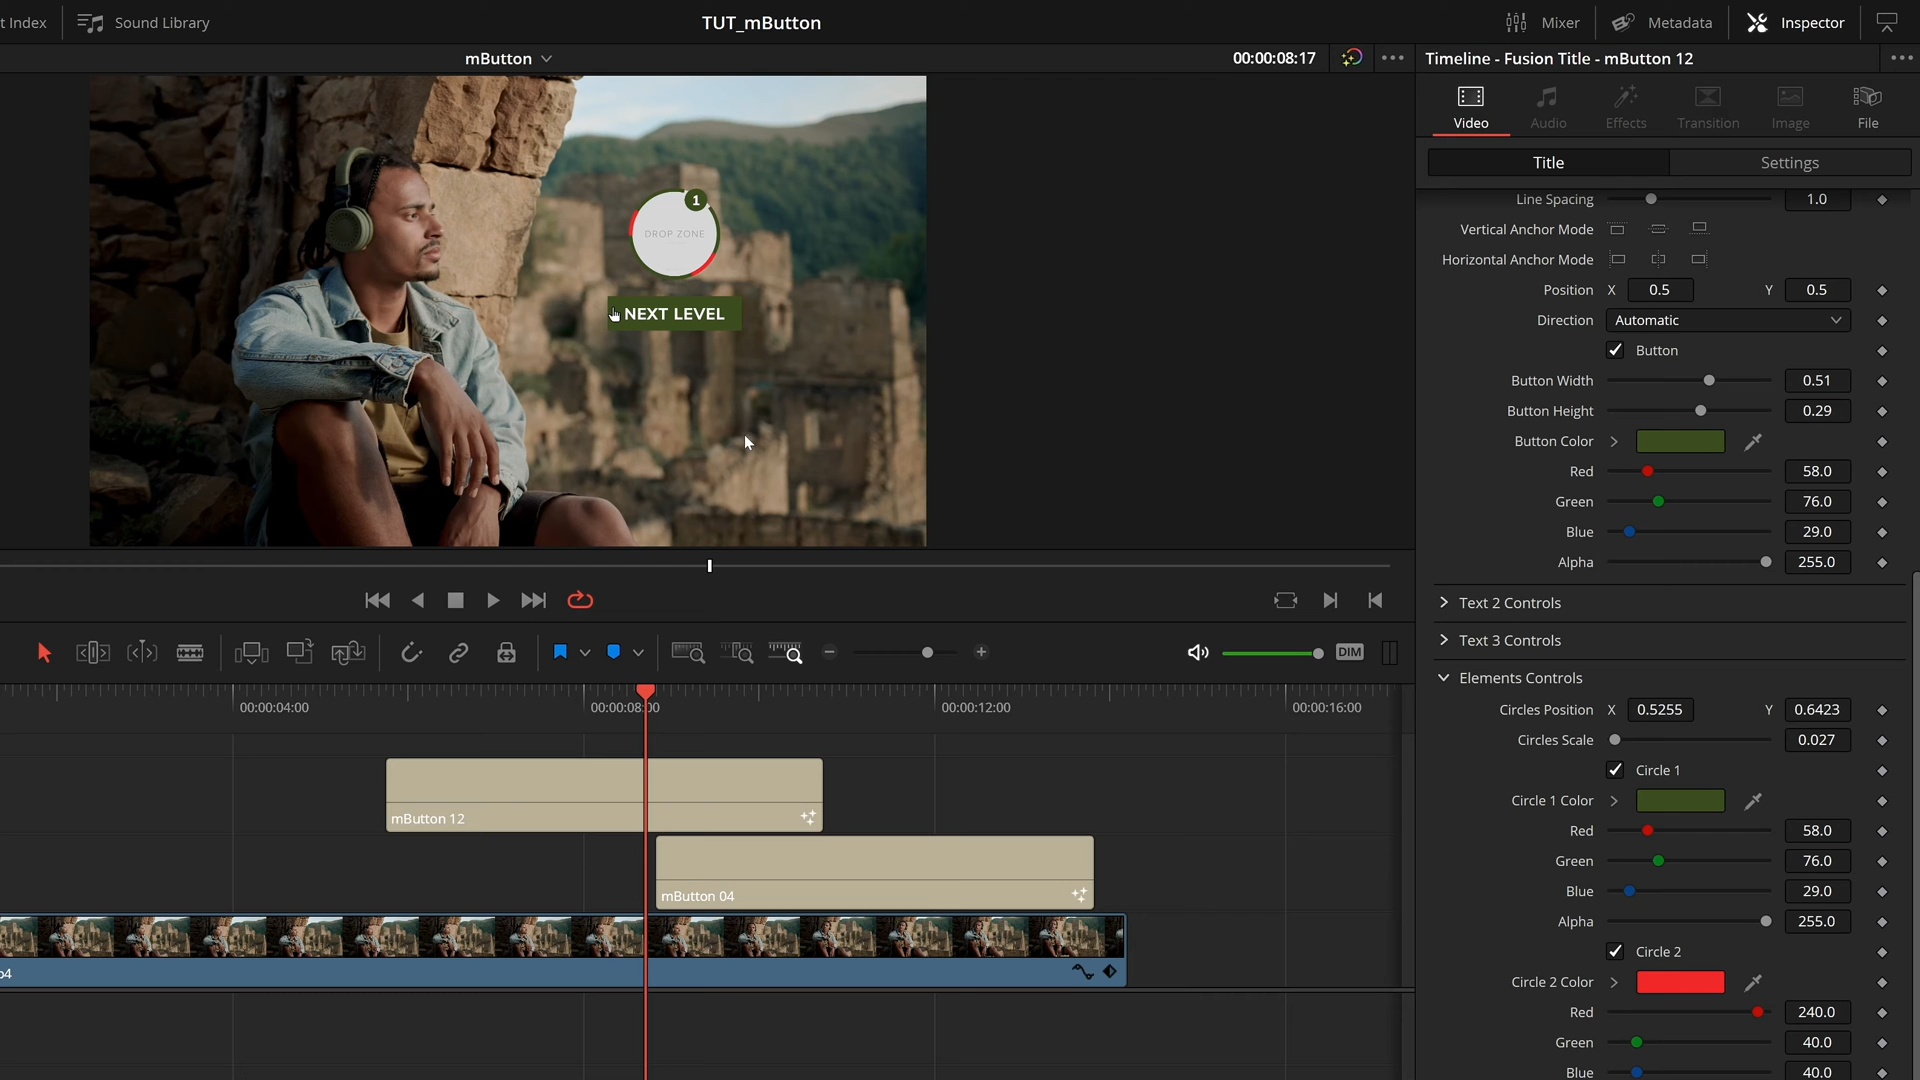 t Index
Sound Library
TUT_mButton
Mixer
Metadata
Inspector
mButton
00:00:08:17
Timeline - Fusion Title - mButton 12
Video
Audio
Effects
Transition
Image
File
Title
Settings
Line Spacing 1.0
Vertical Anchor Mode
Horizontal Anchor Mode
Position X 0.5 Y 0.5
Direction Automatic
Button
Button Width 0.51
Button Height 0.29
Button Color
Red 58.0
Green 76.0
Blue 29.0
Alpha 255.0
Text 2 Controls
Text 3 Controls
Elements Controls
Circles Position X 0.5255 Y 0.6423
Circles Scale 0.027
Circle 1
Circle 1 Color
Red 58.0
Green 76.0
Blue 29.0
Alpha 255.0
Circle 2
Circle 2 Color
Red 240.0
Green 40.0
Blue 40.0
1
DROP ZONE
NEXT LEVEL
DIM
00:00:04:00
00:00:08:00
00:00:12:00
00:00:16:00
mButton 12
mButton 04
p4